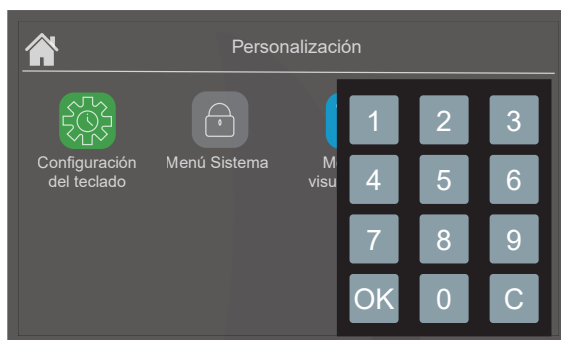 Personalización
Configuración
del teclado
Menú Sistema
M
visu
1 2 3
4 5 6
7 8 9
OK 0 C